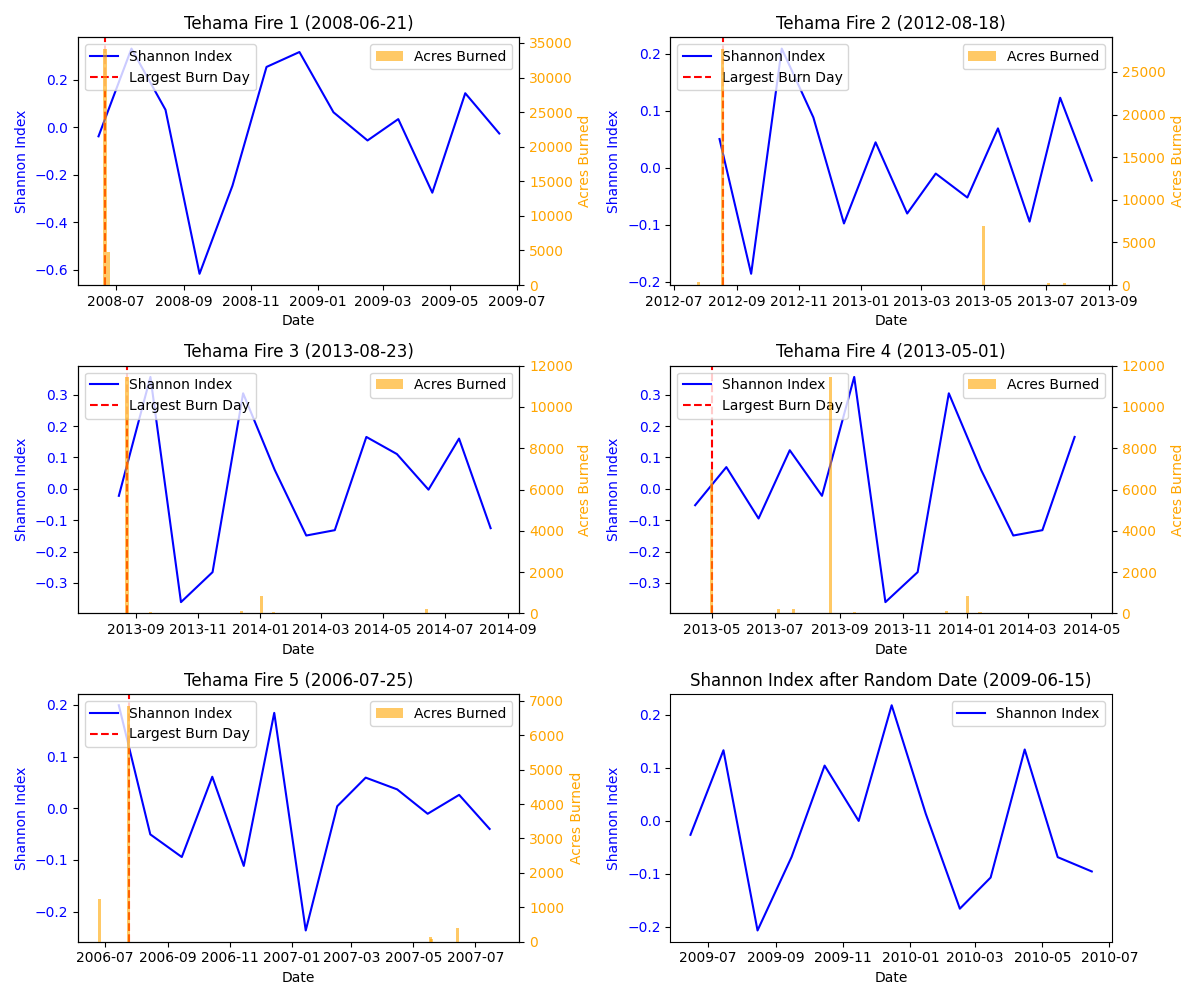 Tehama Fire 1 (2008-06-21)
Shannon Index
Largest Burn Day
Acres Burned
0.2
0.0
−0.2
−0.4
−0.6
Shannon Index
35000
30000
25000
20000
15000
10000
5000
0
Acres Burned
2008-07 2008-09 2008-11 2009-01 2009-03 2009-05 2009-07
Date
Tehama Fire 2 (2012-08-18)
Shannon Index
Largest Burn Day
Acres Burned
0.2
0.1
0.0
−0.1
−0.2
Shannon Index
25000
20000
15000
10000
5000
0
Acres Burned
2012-07 2012-09 2012-11 2013-01 2013-03 2013-05 2013-07 2013-09
Date
Tehama Fire 3 (2013-08-23)
Shannon Index
Largest Burn Day
Acres Burned
0.3
0.2
0.1
0.0
−0.1
−0.2
−0.3
Shannon Index
12000
10000
8000
6000
4000
2000
0
Acres Burned
2013-09 2013-11 2014-01 2014-03 2014-05 2014-07 2014-09
Date
Tehama Fire 4 (2013-05-01)
Shannon Index
Largest Burn Day
Acres Burned
0.3
0.2
0.1
0.0
−0.1
−0.2
−0.3
Shannon Index
12000
10000
8000
6000
4000
2000
0
Acres Burned
2013-05 2013-07 2013-09 2013-11 2014-01 2014-03 2014-05
Date
Tehama Fire 5 (2006-07-25)
Shannon Index
Largest Burn Day
Acres Burned
0.2
0.1
0.0
−0.1
−0.2
Shannon Index
7000
6000
5000
4000
3000
2000
1000
0
Acres Burned
2006-07 2006-09 2006-11 2007-01 2007-03 2007-05 2007-07
Date
Shannon Index after Random Date (2009-06-15)
Shannon Index
0.2
0.1
0.0
−0.1
−0.2
Shannon Index
2009-07 2009-09 2009-11 2010-01 2010-03 2010-05 2010-07
Date